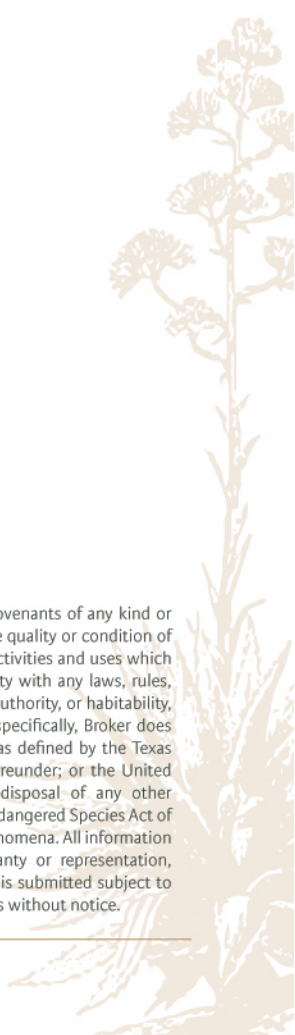 ovenants of any kind or
quality or condition of
ctivities and uses which
ty with any laws, rules,
uthority, or habitability,
specifically, Broker does
as defined by the Texas
reunder; or the United
disposal of any other
dangered Species Act of
nomena. All information
anty or representation,
is submitted subject to
s without notice.